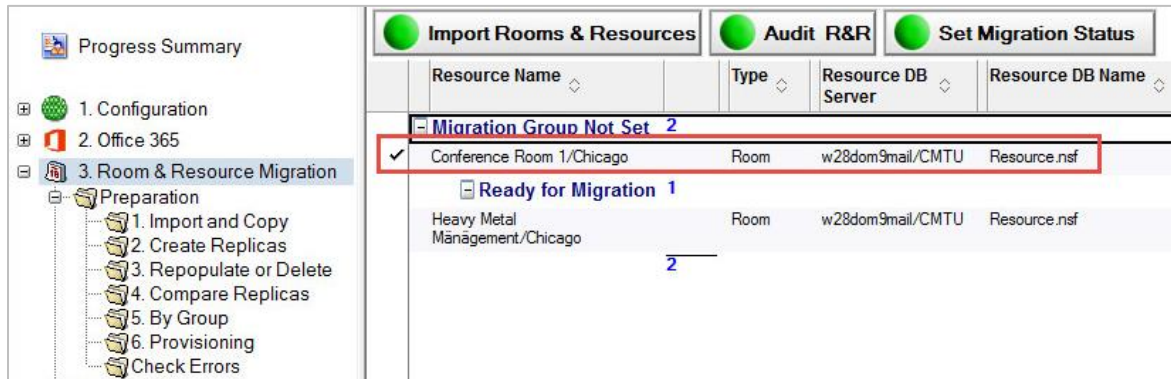 Progress Summary
1. Configuration
2. Office 365
3. Room & Resource Migration
Preparation
1. Import and Copy
2. Create Replicas
3. Repopulate or Delete
4. Compare Replicas
5. By Group
6. Provisioning
Check Errors
Import Rooms & Resources Audit R&R Set Migration Status
Resource Name Type Resource DB Server Resource DB Name
Migration Group Not Set 2
Conference Room 1/Chicago Room w28dom9mail/CMTU Resource.nsf
Ready for Migration 1
Heavy Metal Room w28dom9mail/CMTU Resource.nsf
Mänägement/Chicago
2